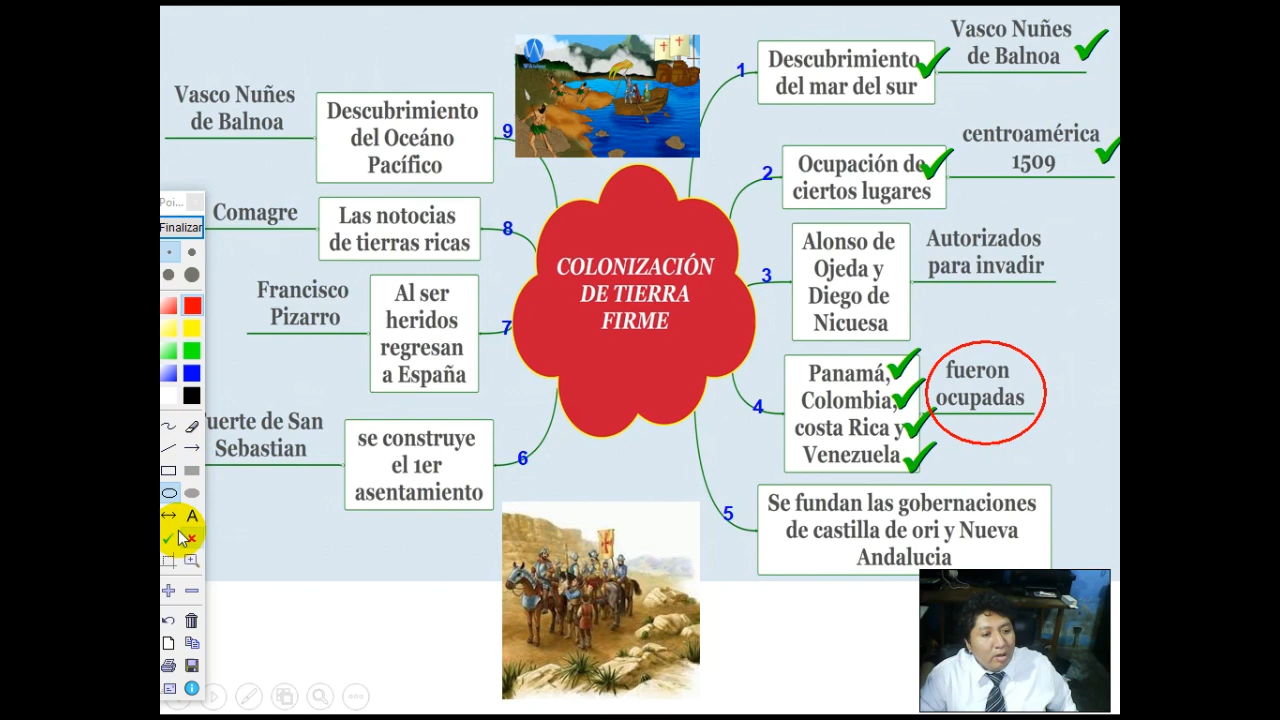 COLONIZACIÓN
DE TIERRA
FIRME
1
Descubrimiento
del mar del sur
Vasco Nuñes
de Balnoa
2
Ocupación de
ciertos lugares
centroamérica
1509
3
Alonso de
Ojeda y
Diego de
Nicuesa
Autorizados
para invadir
4
Panamá,
Colombia,
costa Rica y
Venezuela
fueron
ocupadas
5
Se fundan las gobernaciones
de castilla de ori y Nueva
Andalucia
6
se construye
el 1er
asentamiento
uerte de San
Sebastian
7
Al ser
heridos
regresan
a España
Francisco
Pizarro
8
Las notocias
de tierras ricas
Comagre
9
Descubrimiento
del Oceáno
Pacífico
Vasco Nuñes
de Balnoa
Poi...
Finalizar
A